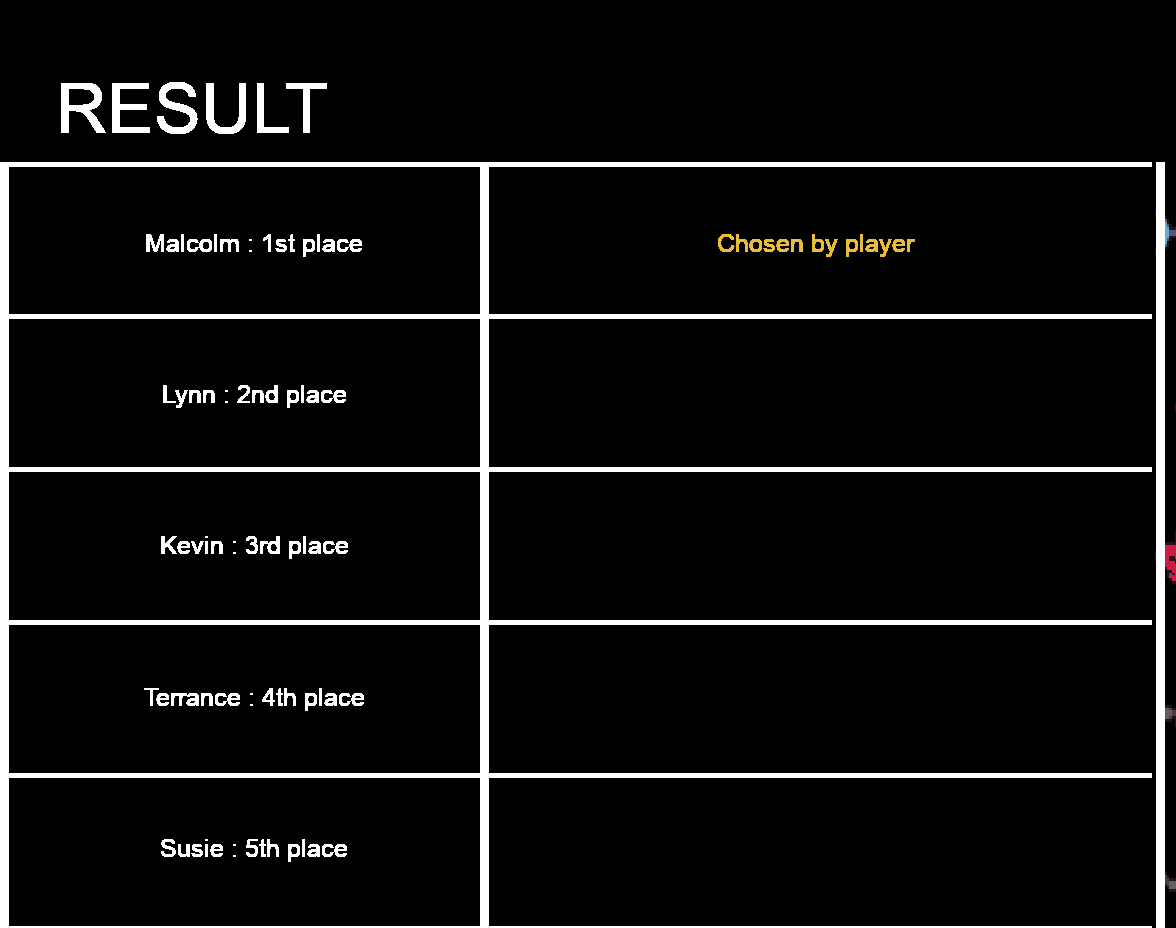 RESULT
Malcolm : 1st place
Chosen by player
Lynn : 2nd place
Kevin : 3rd place
Terrance : 4th place
Susie : 5th place